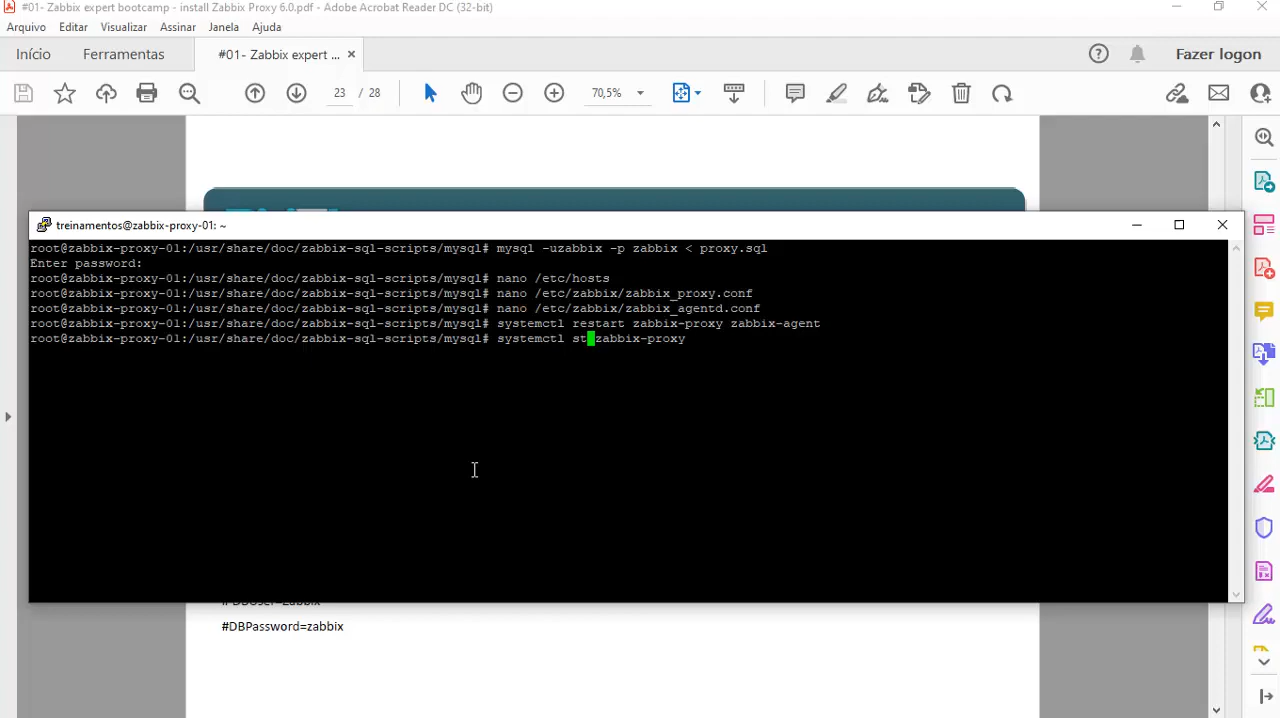 #01- Zabbix expert bootcamp - install Zabbix Proxy 6.0.pdf - Adobe Acrobat Reader DC (32-bit)
Arquivo Editar Visualizar Assinar Janela Ajuda
Início Ferramentas #01- Zabbix expert ... Fazer logon
23 / 28 70,5%
treinamentos@zabbix-proxy-01: ~
root@zabbix-proxy-01:/usr/share/doc/zabbix-sql-scripts/mysql# mysql -uzabbix -p zabbix < proxy.sql
Enter password:
root@zabbix-proxy-01:/usr/share/doc/zabbix-sql-scripts/mysql# nano /etc/hosts
root@zabbix-proxy-01:/usr/share/doc/zabbix-sql-scripts/mysql# nano /etc/zabbix/zabbix_proxy.conf
root@zabbix-proxy-01:/usr/share/doc/zabbix-sql-scripts/mysql# nano /etc/zabbix/zabbix_agentd.conf
root@zabbix-proxy-01:/usr/share/doc/zabbix-sql-scripts/mysql# systemctl restart zabbix-proxy zabbix-agent
root@zabbix-proxy-01:/usr/share/doc/zabbix-sql-scripts/mysql# systemctl st zabbix-proxy
#DBUser=zabbix
#DBPassword=zabbix